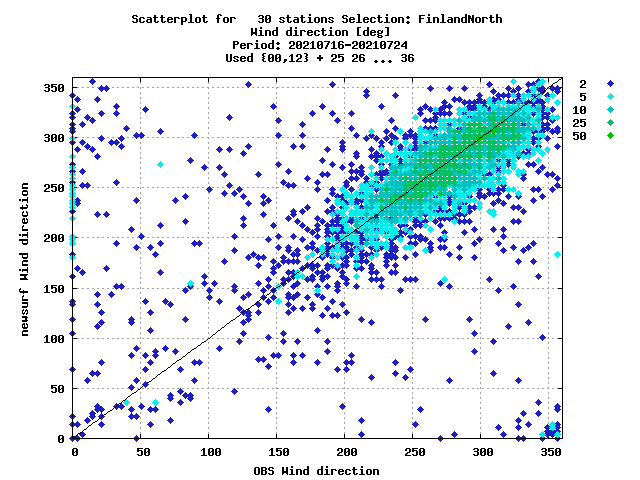 Scatterplot for 30 stations Selection: FinlandNorth
Wind direction [deg]
Period: 20210716-20210724
Used {00,12} + 25 26 ... 36
2
5
10
25
50
350
300
250
200
150
100
50
0
newsurf Wind direction
0 50 100 150 200 250 300 350
OBS Wind direction